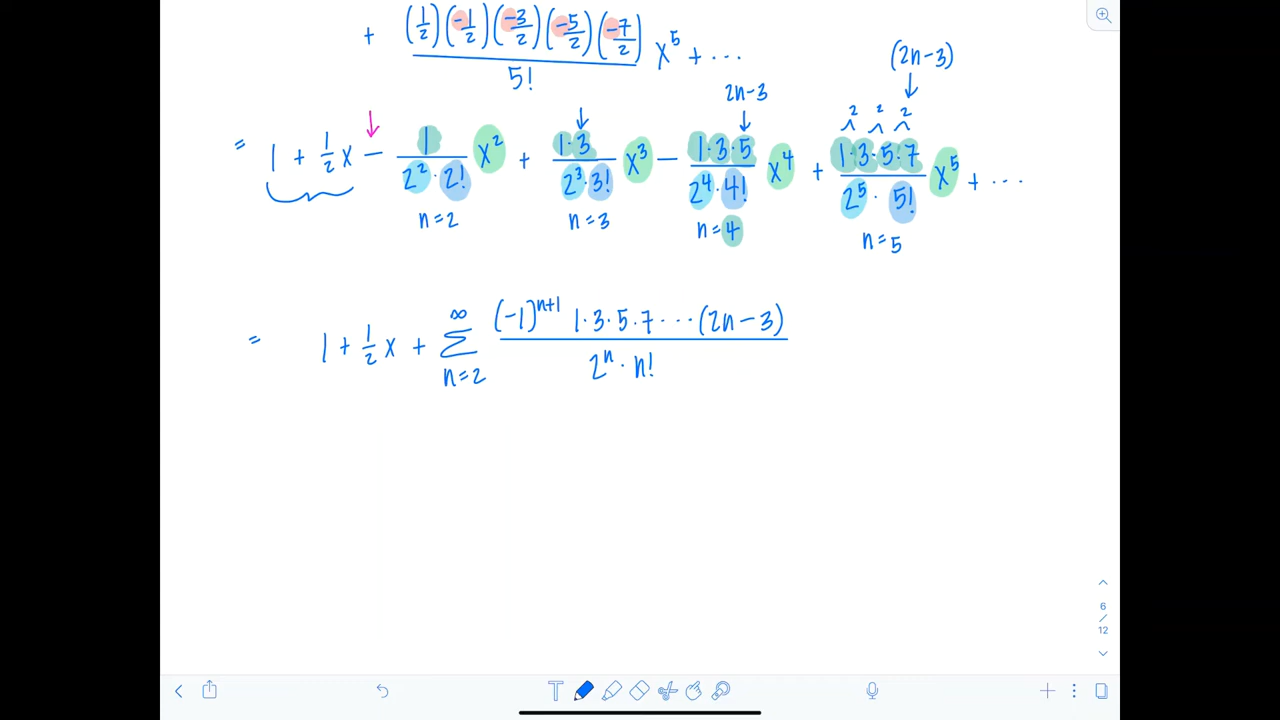 + (1/2)(-1/2)(-3/2)(-5/2)(-7/2) / 5! x^5 + ⋯
(2n-3)
2n-3
2 2 2
= 1 + 1/2 x - 1/(2^2 · 2!) x^2 + 1·3/(2^3 · 3!) x^3 - 1·3·5/(2^4 · 4!) x^4 + 1·3·5·7/(2^5 · 5!) x^5 + ⋯
n=2 n=3 n=4 n=5
= 1 + 1/2 x + ∑_{n=2}^{∞} (-1)^{n+1} 1·3·5·7 ⋯ (2n-3) / (2^n · n!)
6
/
12
T